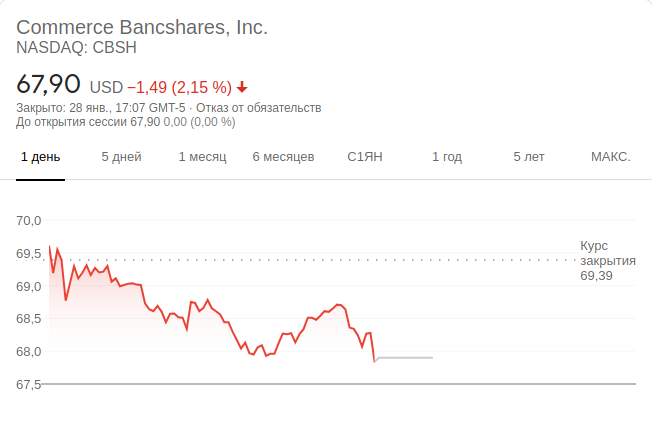 Commerce Bancshares, Inc.
NASDAQ: CBSH
67,90 USD −1,49 (2,15 %)
Закрыто: 28 янв., 17:07 GMT-5 · Отказ от обязательств
До открытия сессии 67,90 0,00 (0,00 %)
1 день 5 дней 1 месяц 6 месяцев С1ЯН 1 год 5 лет МАКС.
70,0
69,5
69,0
68,5
68,0
67,5
Курс
закрытия
69,39